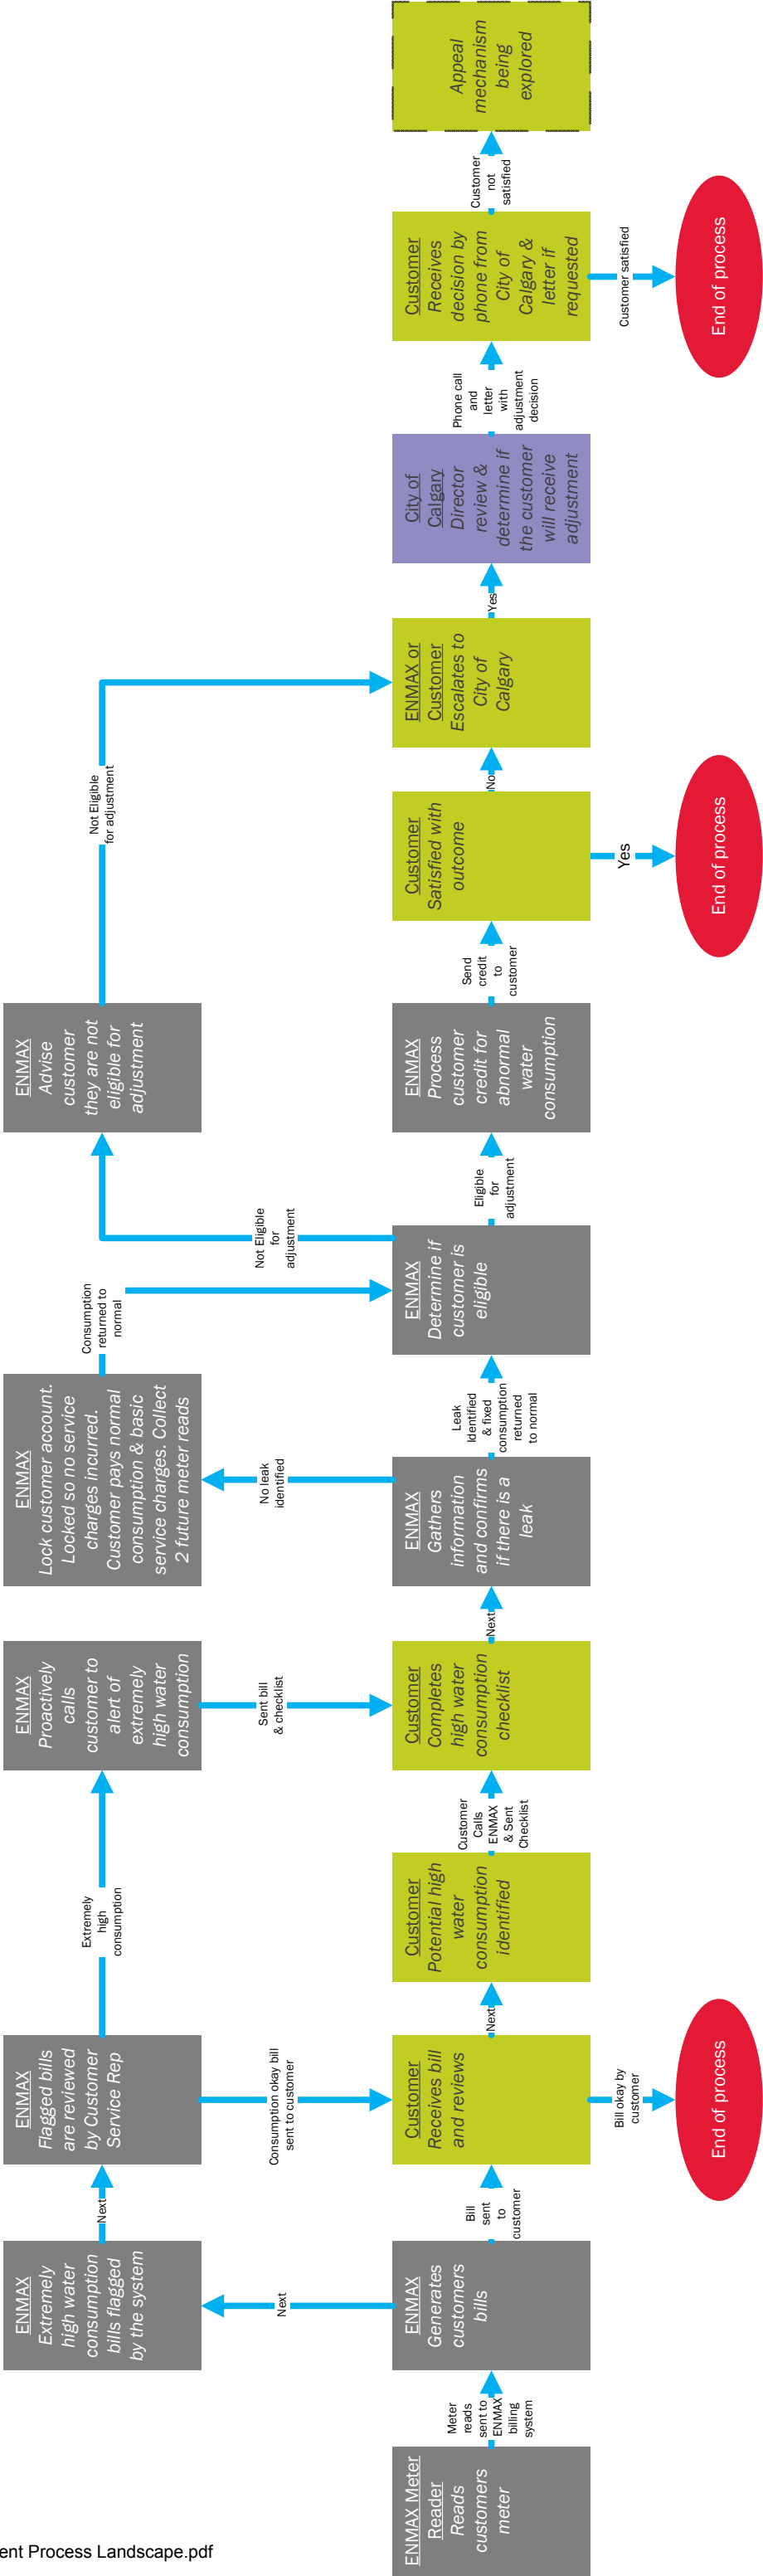 ENMAX Meter
Reader
Reads
customers
meter
Meter
reads
sent to
ENMAX
billing
system
ENMAX
Generates
customers
bills
Next
ENMAX
Extremely
high water
consumption
bills flagged
by the system
Next
ENMAX
Flagged bills
are reviewed
by Customer
Service Rep
Bill
sent
to
customer
Consumption okay bill
sent to customer
Customer
Receives bill
and reviews
Bill okay by
customer
End of process
Next
Customer
Potential high
water
consumption
identified
Extremely
high
consumption
ENMAX
Proactively
calls
customer to
alert of
extremely
high water
consumption
Sent bill
& checklist
Customer
Calls
ENMAX
& Sent
Checklist
Customer
Completes
high water
consumption
checklist
Next
ENMAX
Gathers
information
and confirms
if there is a
leak
No leak
identified
ENMAX
Lock customer account.
Locked so no service
charges incurred.
Customer pays normal
consumption & basic
service charges. Collect
2 future meter reads
Consumption
returned to
normal
Leak
Identified
& fixed
consumption
returned
to normal
ENMAX
Determine if
customer is
eligible
Not Eligible
for
adjustment
ENMAX
Advise
customer
they are not
eligible for
adjustment
Eligible
for
adjustment
ENMAX
Process
customer
credit for
abnormal
water
consumption
Send
credit
to
customer
Customer
Satisfied with
outcome
Yes
End of process
No
Not Eligible
for adjustment
ENMAX or
Customer
Escalates to
City of
Calgary
Yes
City of
Calgary
Director
review &
determine if
the customer
will receive
adjustment
Phone call
and
letter
with
adjustment
decision
Customer
Receives
decision by
phone from
City of
Calgary &
letter if
requested
Customer satisfied
End of process
Customer
not
satisfied
Appeal
mechanism
being
explored
ent Process Landscape.pdf